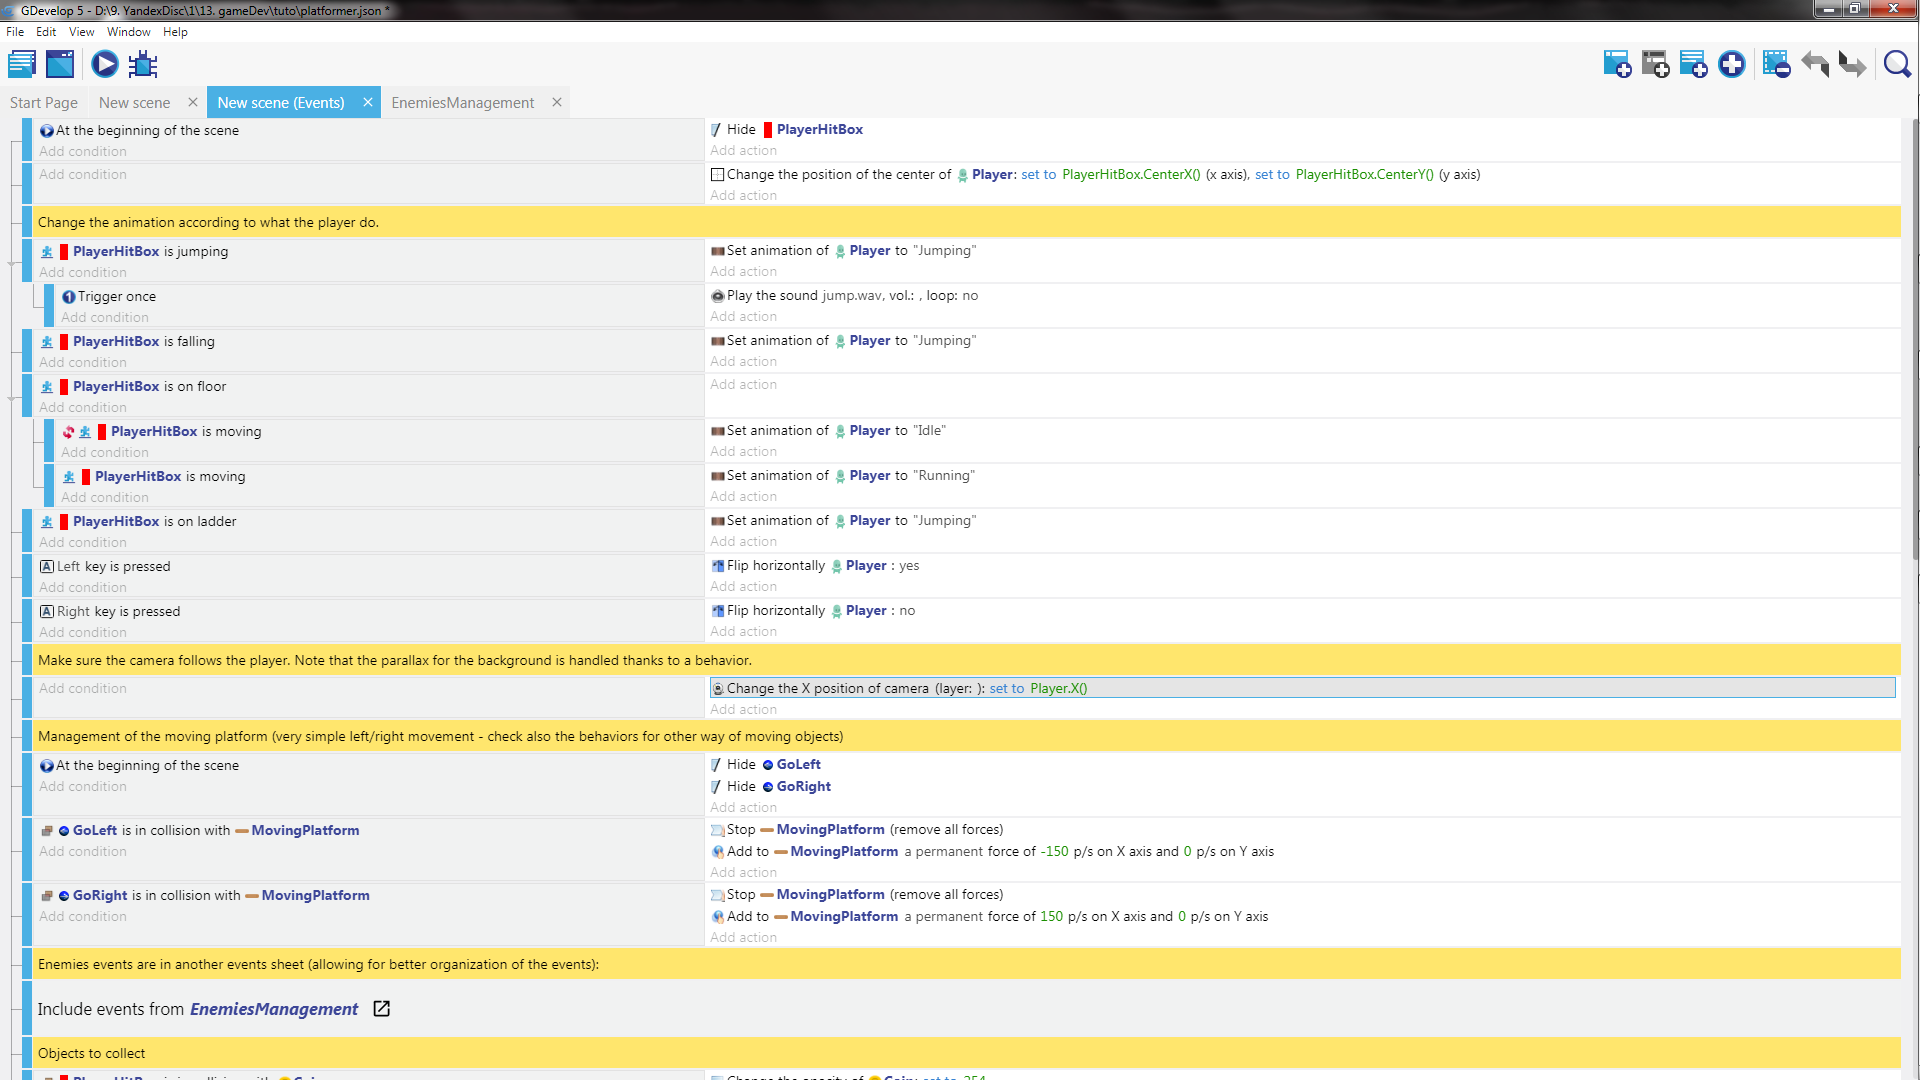 GDevelop 5 - D:\9. YandexDisc\1\13. gameDev\tuto\platformer.json *
File Edit View Window Help
Start Page New scene New scene (Events) EnemiesManagement
At the beginning of the scene
Add condition
Hide PlayerHitBox
Add action
Add condition
Change the position of the center of Player: set to PlayerHitBox.CenterX() (x axis), set to PlayerHitBox.CenterY() (y axis)
Add action
Change the animation according to what the player do.
PlayerHitBox is jumping
Add condition
Set animation of Player to "Jumping"
Add action
Trigger once
Add condition
Play the sound jump.wav, vol.: , loop: no
Add action
PlayerHitBox is falling
Add condition
Set animation of Player to "Jumping"
Add action
PlayerHitBox is on floor
Add condition
Add action
PlayerHitBox is moving
Add condition
Set animation of Player to "Idle"
Add action
PlayerHitBox is moving
Add condition
Set animation of Player to "Running"
Add action
PlayerHitBox is on ladder
Add condition
Set animation of Player to "Jumping"
Add action
Left key is pressed
Add condition
Flip horizontally Player : yes
Add action
Right key is pressed
Add condition
Flip horizontally Player : no
Add action
Make sure the camera follows the player. Note that the parallax for the background is handled thanks to a behavior.
Add condition
Change the X position of camera (layer: ): set to Player.X()
Add action
Management of the moving platform (very simple left/right movement - check also the behaviors for other way of moving objects)
At the beginning of the scene
Add condition
Hide GoLeft
Hide GoRight
Add action
GoLeft is in collision with MovingPlatform
Add condition
Stop MovingPlatform (remove all forces)
Add to MovingPlatform a permanent force of -150 p/s on X axis and 0 p/s on Y axis
Add action
GoRight is in collision with MovingPlatform
Add condition
Stop MovingPlatform (remove all forces)
Add to MovingPlatform a permanent force of 150 p/s on X axis and 0 p/s on Y axis
Add action
Enemies events are in another events sheet (allowing for better organization of the events):
Include events from EnemiesManagement
Objects to collect